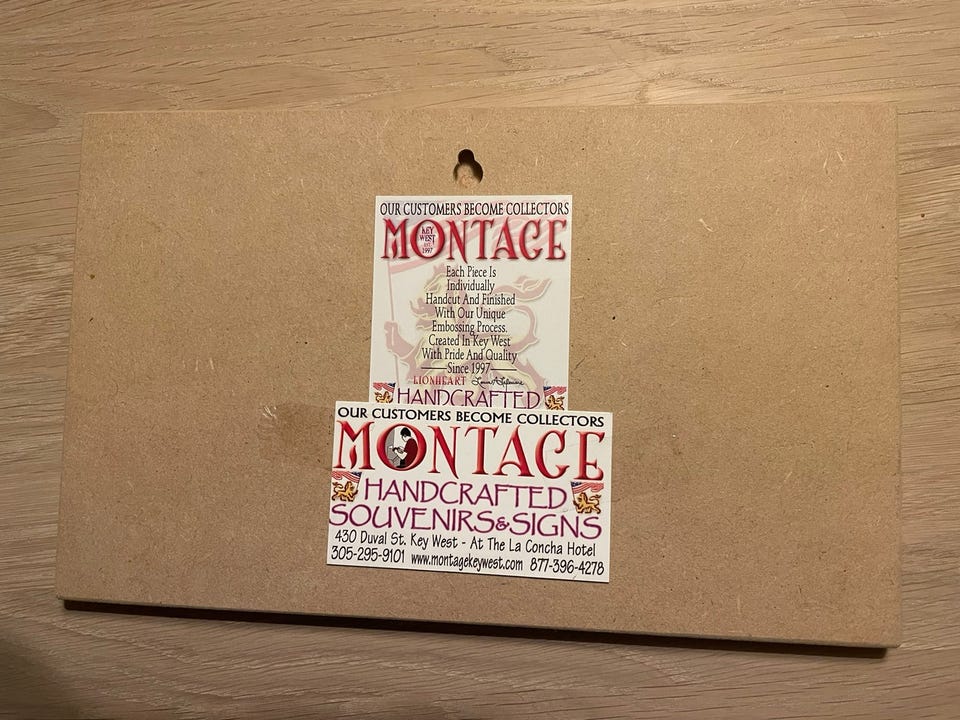 OUR CUSTOMERS BECOME COLLECTORS
MONTAGE
KEY
WEST
est
1997
Each Piece Is
Individually
Handcut And Finished
With Our Unique
Embossing Process.
Created In Key West
With Pride And Quality
Since 1997
LIONHEART
HANDCRAFTED
OUR CUSTOMERS BECOME COLLECTORS
MONTAGE
HANDCRAFTED
SOUVENIRS & SIGNS
430 Duval St. Key West - At The La Concha Hotel
305-295-9101 www.montagekeywest.com 877-396-4278